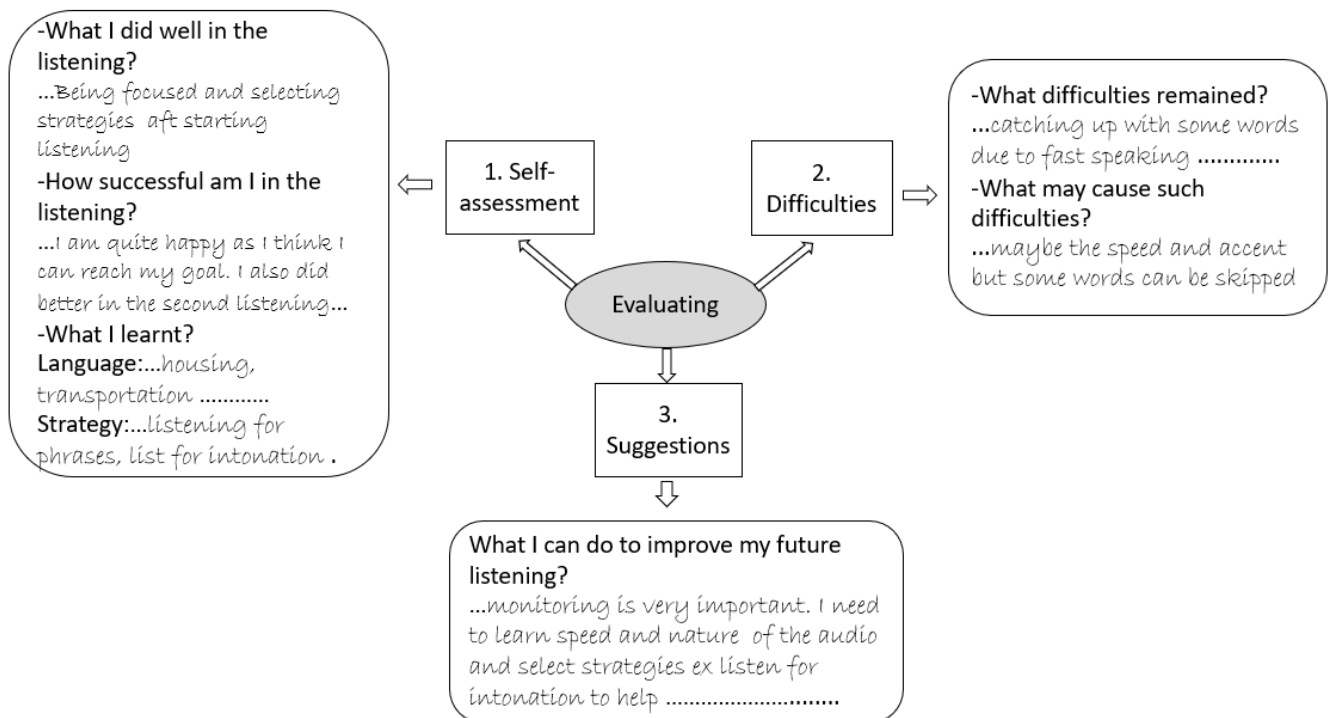 -What I did well in the
listening?
...Being focused and selecting
strategies aft starting
listening
-How successful am I in the
listening?
...I am quite happy as I think I
can reach my goal. I also did
better in the second listening...
-What I learnt?
Language:...housing,
transportation ............
Strategy:...listening for
phrases, list for intonation .
1. Self-
assessment
2.
Difficulties
-What difficulties remained?
...catching up with some words
due to fast speaking .............
-What may cause such
difficulties?
...maybe the speed and accent
but some words can be skipped
Evaluating
3.
Suggestions
What I can do to improve my future
listening?
...monitoring is very important. I need
to learn speed and nature of the audio
and select strategies ex listen for
intonation to help ...........................